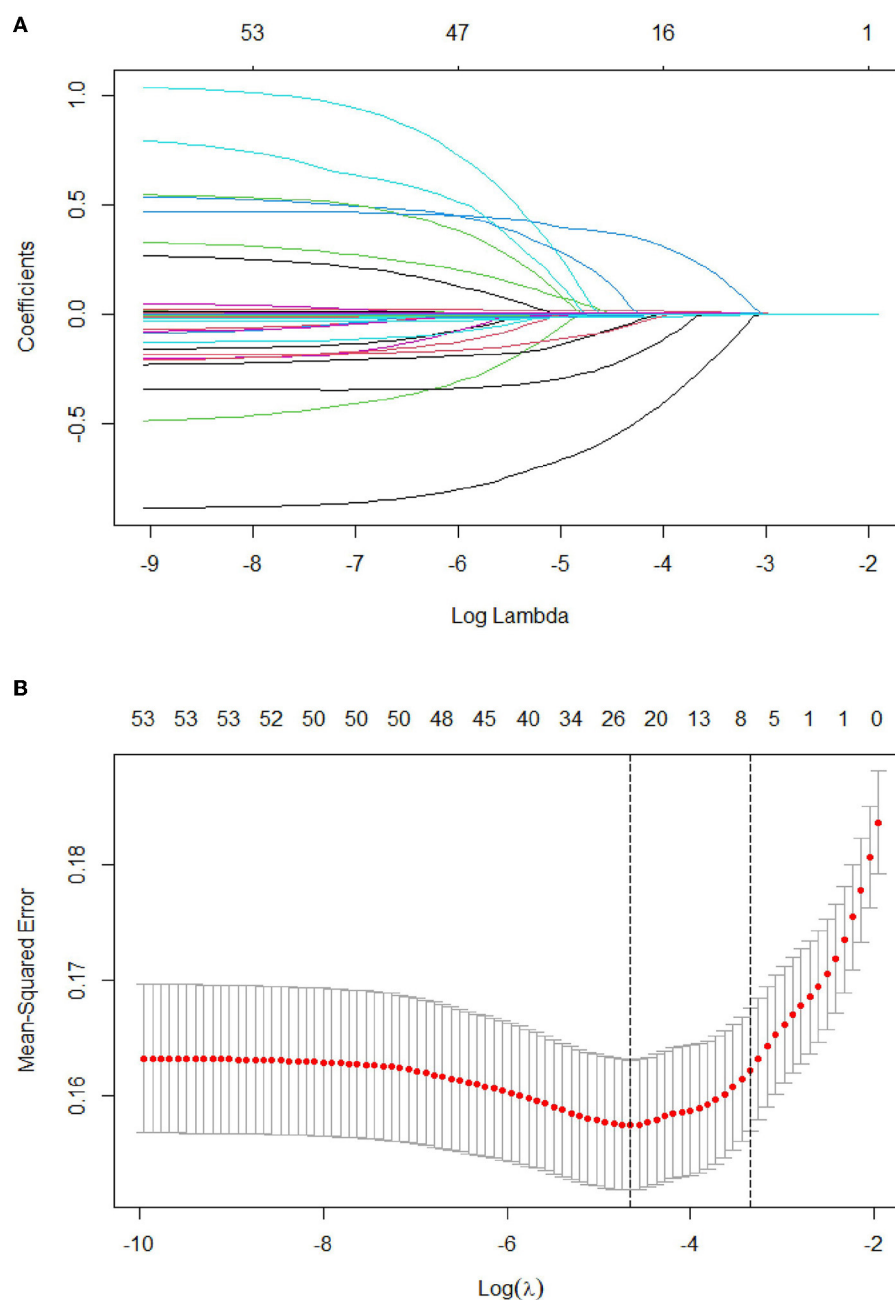 A
53 47 16 1
1.0
0.5
0.0
-0.5
Coefficients
-9 -8 -7 -6 -5 -4 -3 -2
Log Lambda
B
53 53 53 52 50 50 50 48 45 40 34 26 20 13 8 5 1 1 0
0.18
0.17
0.16
Mean-Squared Error
-10 -8 -6 -4 -2
Log(λ)